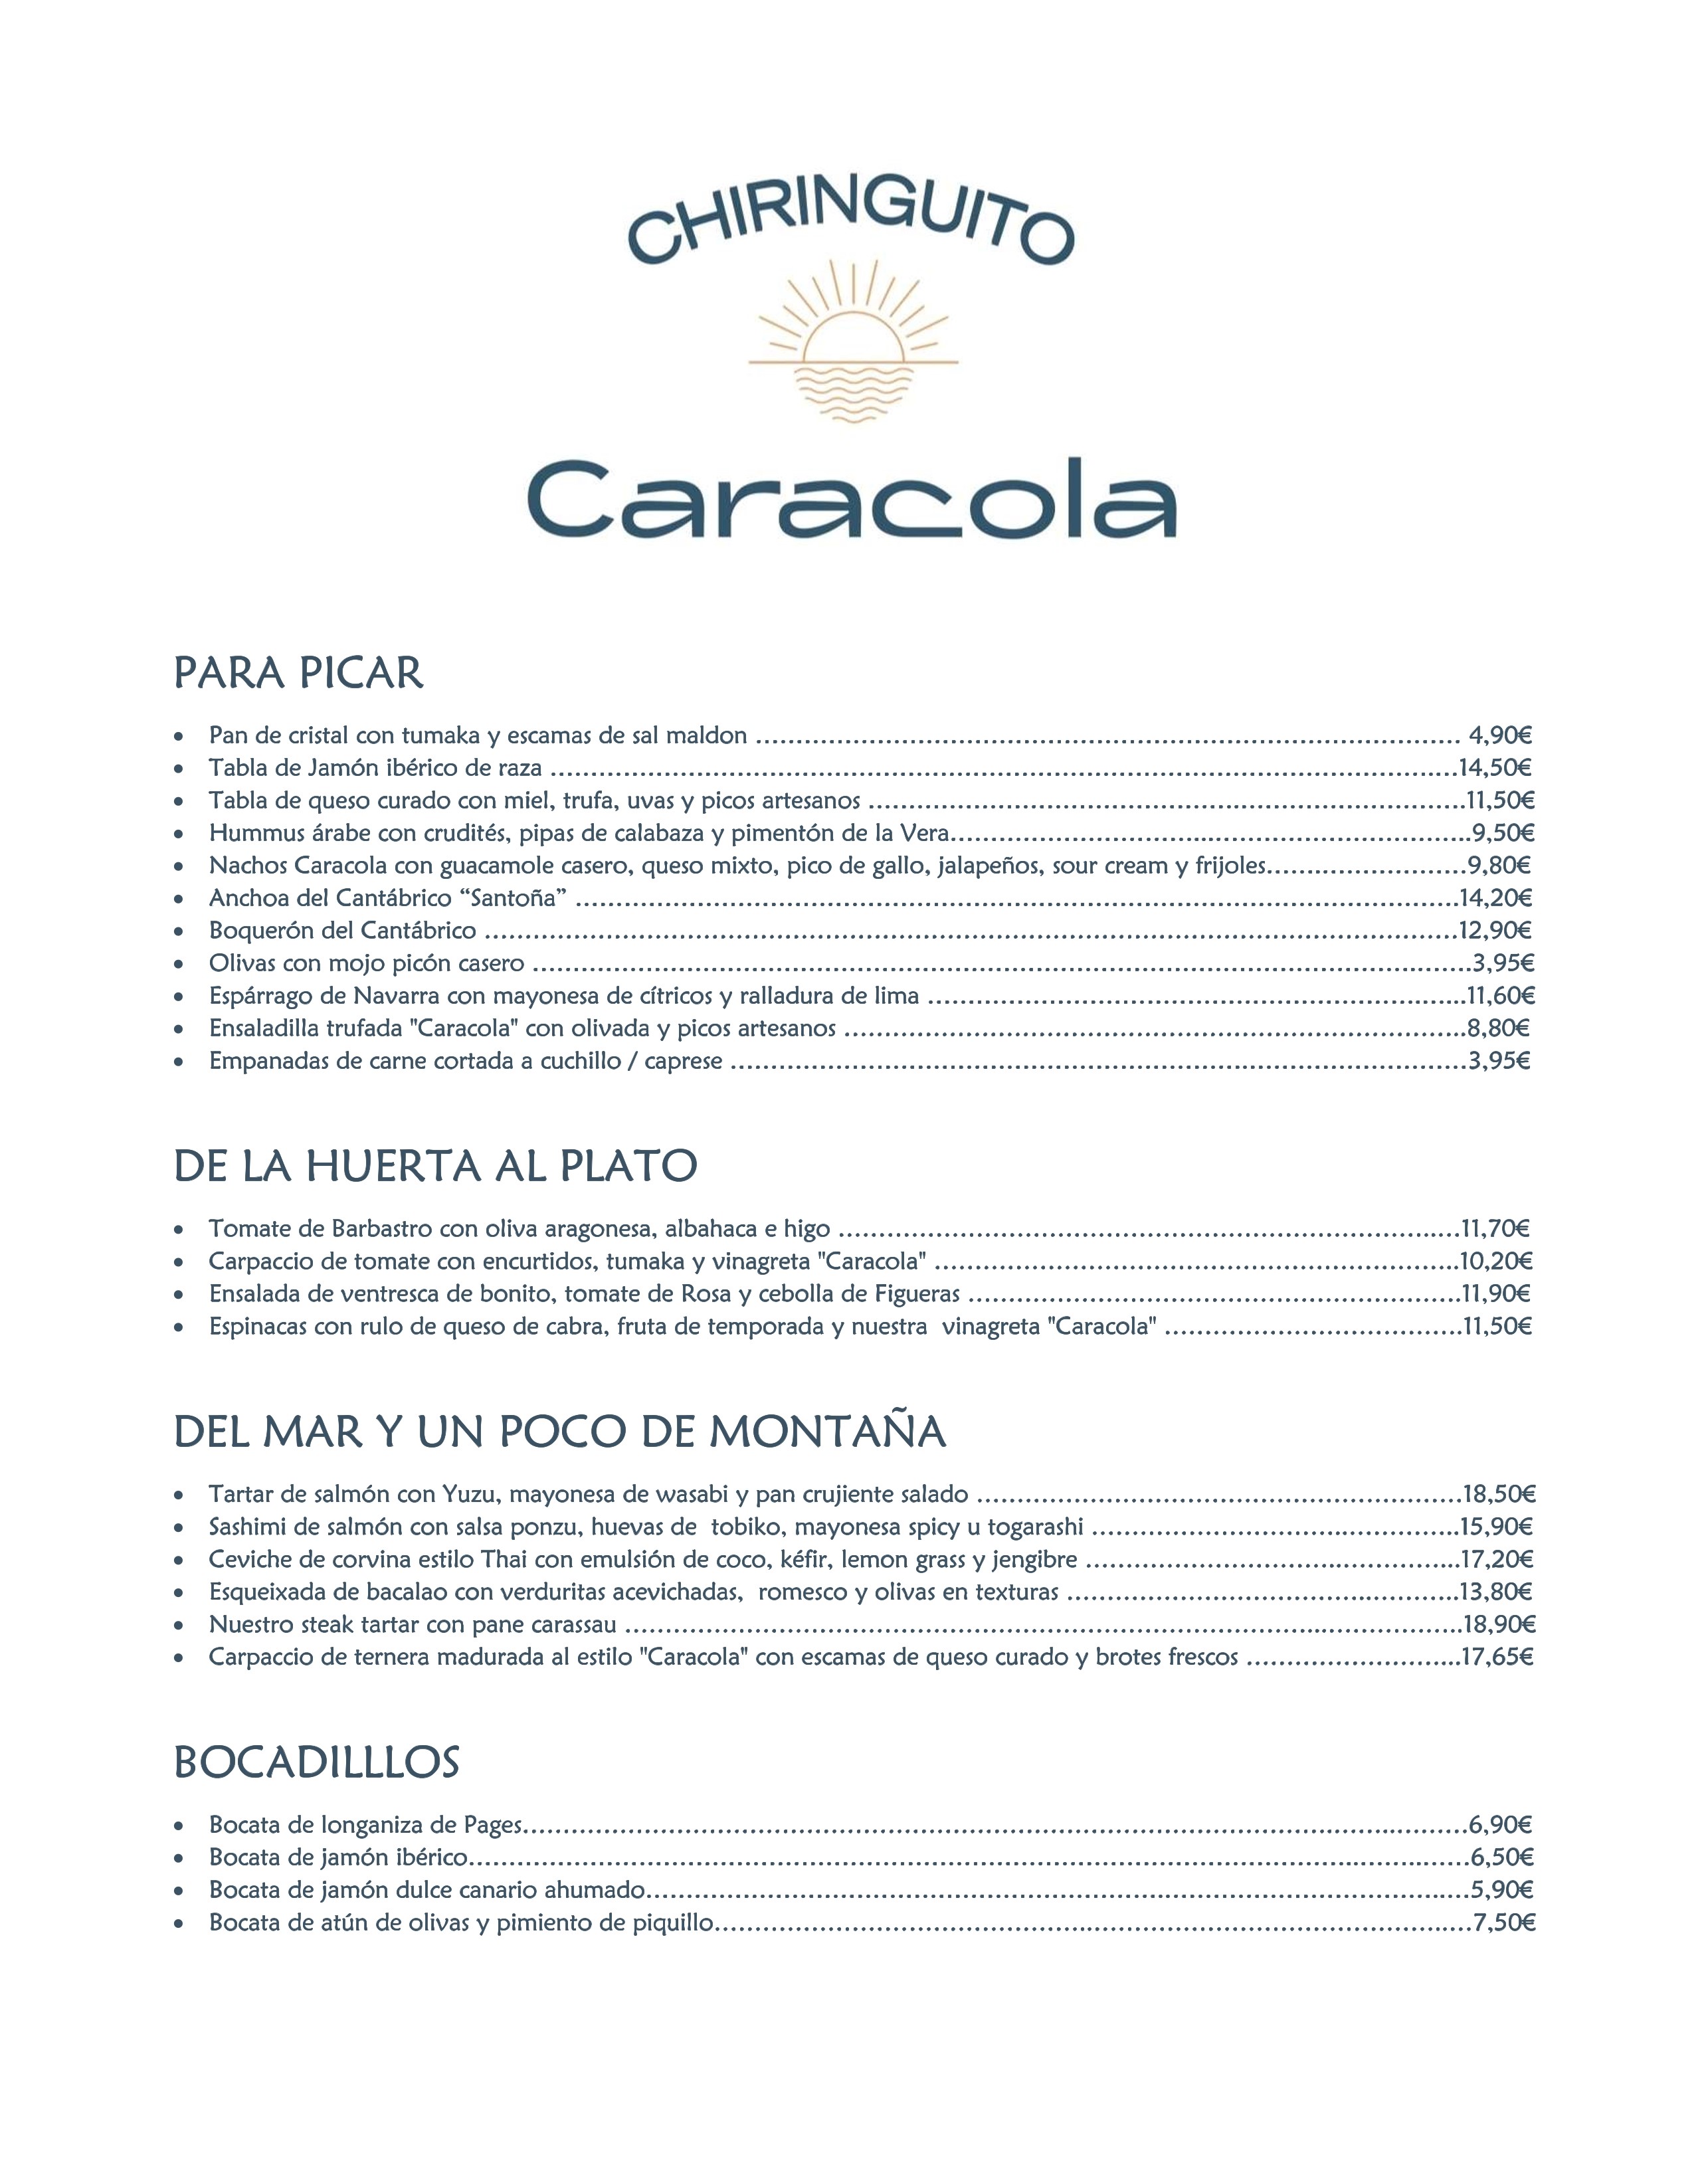 CHIRINGUITO
Caracola
PARA PICAR
• Pan de cristal con tumaka y escamas de sal maldon ........................................ 4,90€
• Tabla de Jamón ibérico de raza ........................................14,50€
• Tabla de queso curado con miel, trufa, uvas y picos artesanos ........................................11,50€
• Hummus árabe con crudités, pipas de calabaza y pimentón de la Vera........................................9,50€
• Nachos Caracola con guacamole casero, queso mixto, pico de gallo, jalapeños, sour cream y frijoles.........................9,80€
• Anchoa del Cantábrico “Santoña” ........................................14,20€
• Boquerón del Cantábrico ........................................12,90€
• Olivas con mojo picón casero ........................................3,95€
• Espárrago de Navarra con mayonesa de cítricos y ralladura de lima ........................................11,60€
• Ensaladilla trufada "Caracola" con olivada y picos artesanos ........................................8,80€
• Empanadas de carne cortada a cuchillo / caprese ........................................3,95€
DE LA HUERTA AL PLATO
• Tomate de Barbastro con oliva aragonesa, albahaca e higo ........................................11,70€
• Carpaccio de tomate con encurtidos, tumaka y vinagreta "Caracola" ........................................10,20€
• Ensalada de ventresca de bonito, tomate de Rosa y cebolla de Figueras ........................................11,90€
• Espinacas con rulo de queso de cabra, fruta de temporada y nuestra  vinagreta "Caracola" ........................................11,50€
DEL MAR Y UN POCO DE MONTAÑA
• Tartar de salmón con Yuzu, mayonesa de wasabi y pan crujiente salado ........................................18,50€
• Sashimi de salmón con salsa ponzu, huevas de  tobiko, mayonesa spicy u togarashi ........................................15,90€
• Ceviche de corvina estilo Thai con emulsión de coco, kéfir, lemon grass y jengibre ........................................17,20€
• Esqueixada de bacalao con verduritas acevichadas,  romesco y olivas en texturas ........................................13,80€
• Nuestro steak tartar con pane carassau ........................................18,90€
• Carpaccio de ternera madurada al estilo "Caracola" con escamas de queso curado y brotes frescos ...........................17,65€
BOCADILLLOS
• Bocata de longaniza de Pages........................................6,90€
• Bocata de jamón ibérico........................................6,50€
• Bocata de jamón dulce canario ahumado........................................5,90€
• Bocata de atún de olivas y pimiento de piquillo........................................7,50€